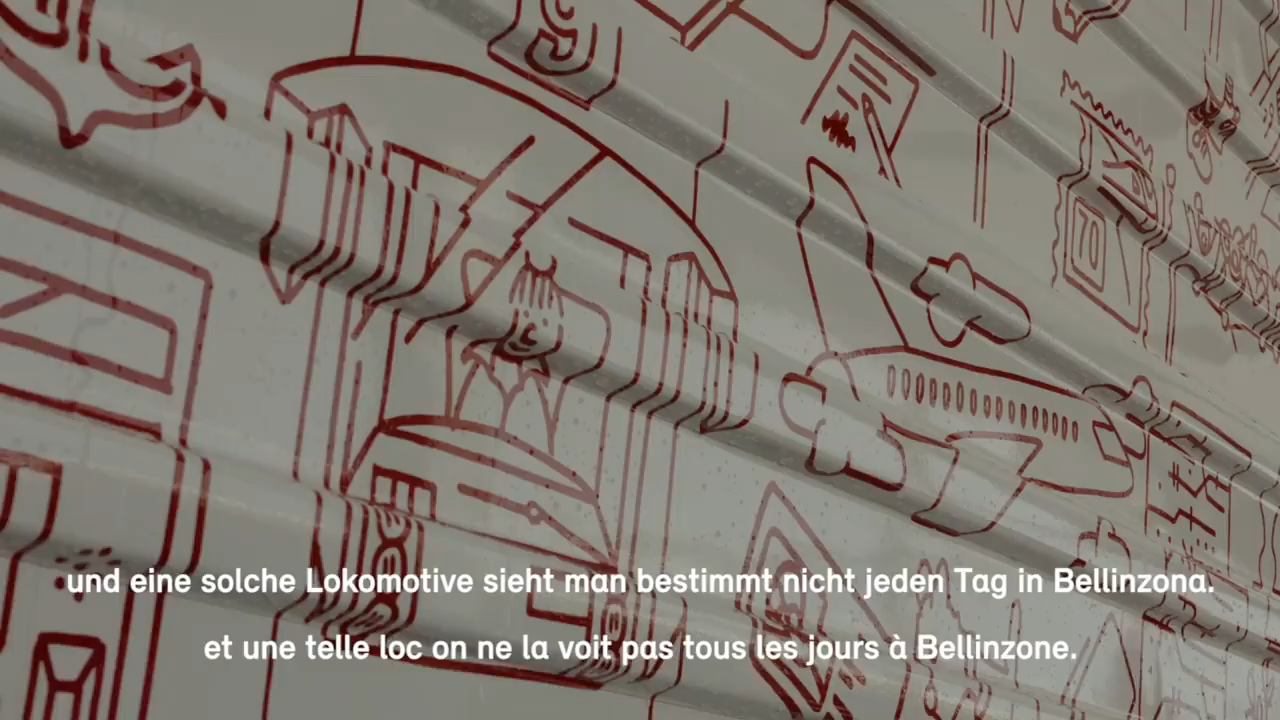 70
und eine solche Lokomotive sieht man bestimmt nicht jeden Tag in Bellinzona.
et une telle loc on ne la voit pas tous les jours à Bellinzone.